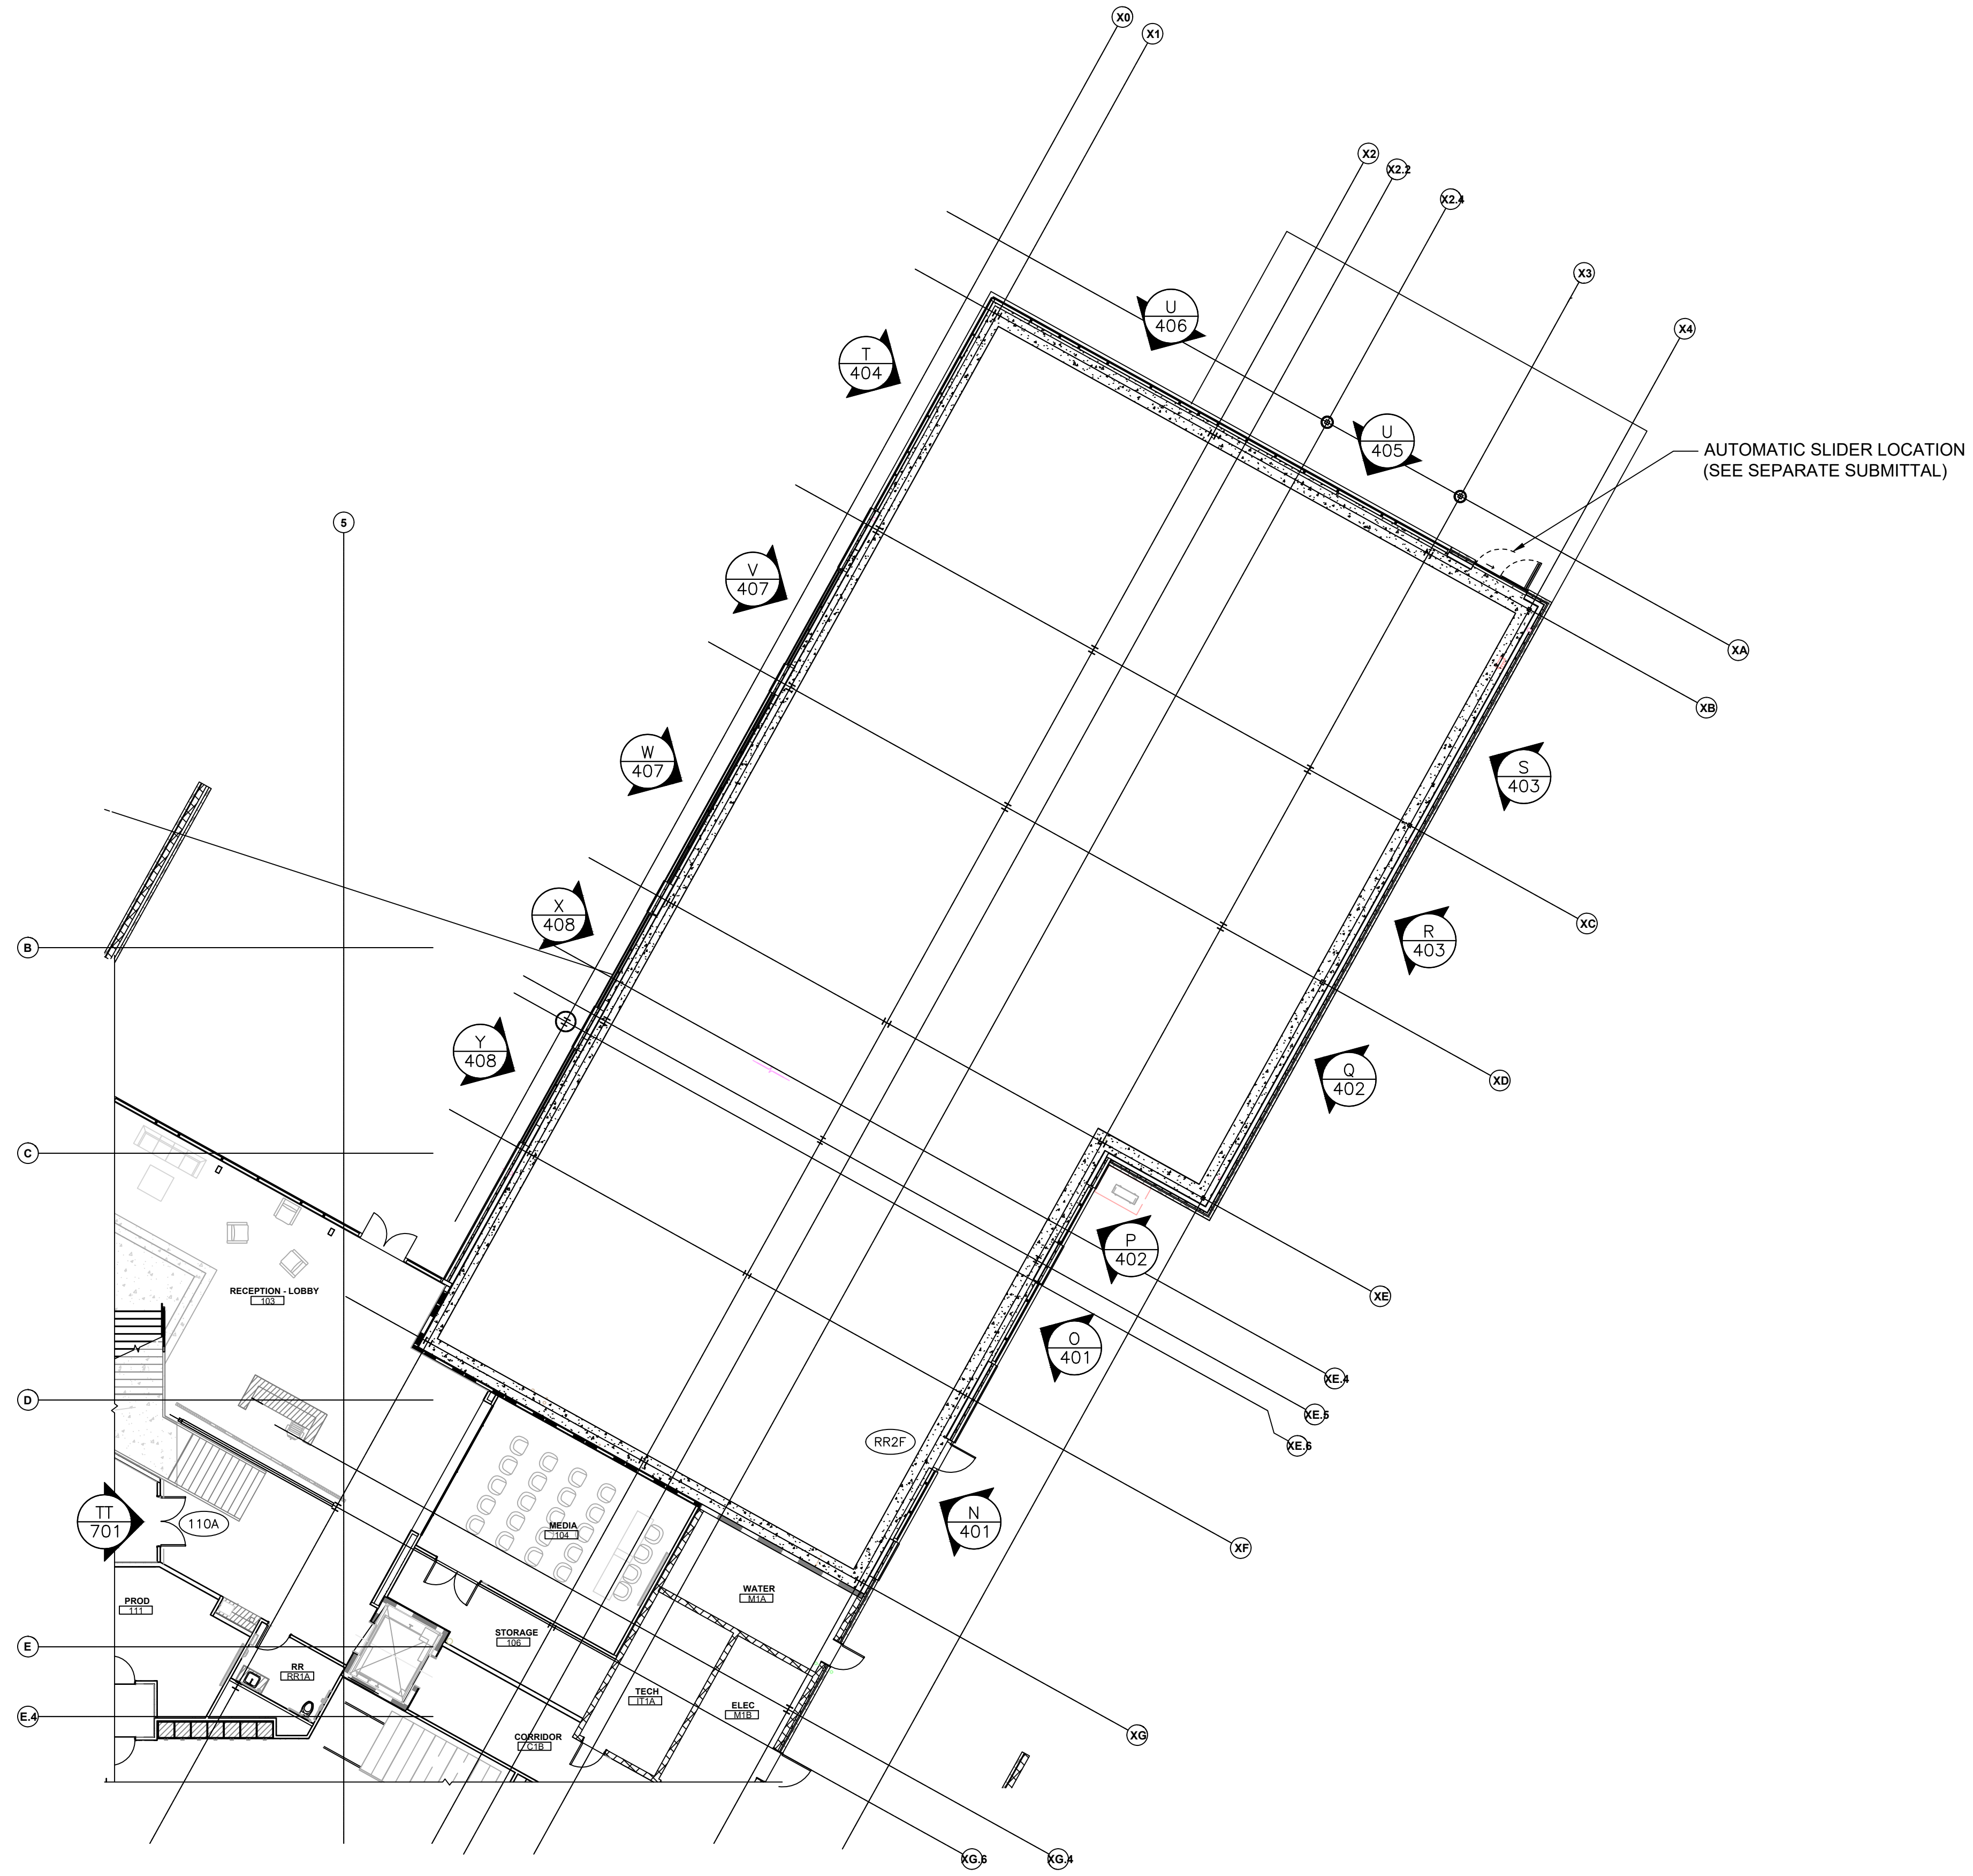 X0
X1
X2
X2.2
X2.4
X3
X4
U
406
T
404
U
405
AUTOMATIC SLIDER LOCATION
(SEE SEPARATE SUBMITTAL)
5
V
407
XA
XB
W
407
S
403
X
408
XC
R
403
B
Y
408
Q
402
XD
C
P
402
RECEPTION - LOBBY
103
XE
O
401
XE.4
D
XE.5
RR2F
XE.6
TT
701
110A
MEDIA
104
N
401
XF
WATER
M1A
PROD
111
STORAGE
106
E
RR
RR1A
TECH
IT1A
ELEC
M1B
E.4
CORRIDOR
C1B
XG
XG.6
XG.4